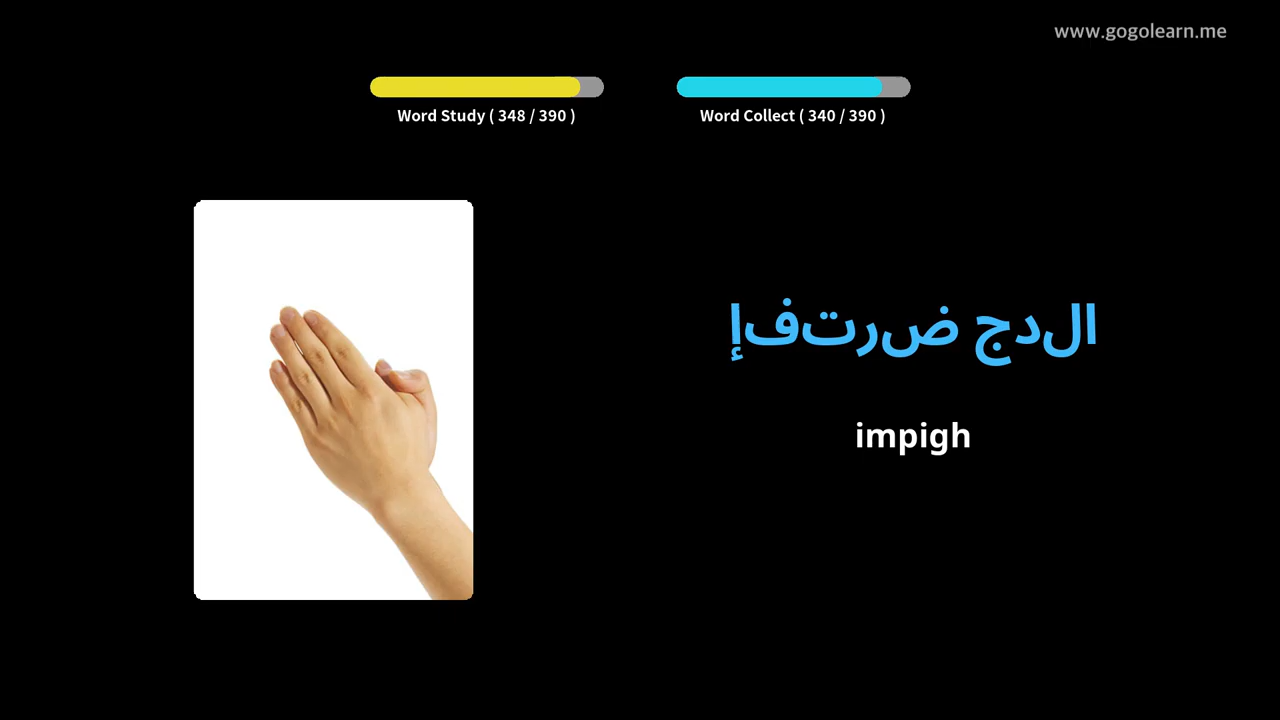 www.gogolearn.me
Word Study ( 348 / 390 )
Word Collect ( 340 / 390 )
الدج ضرتفإ
impigh